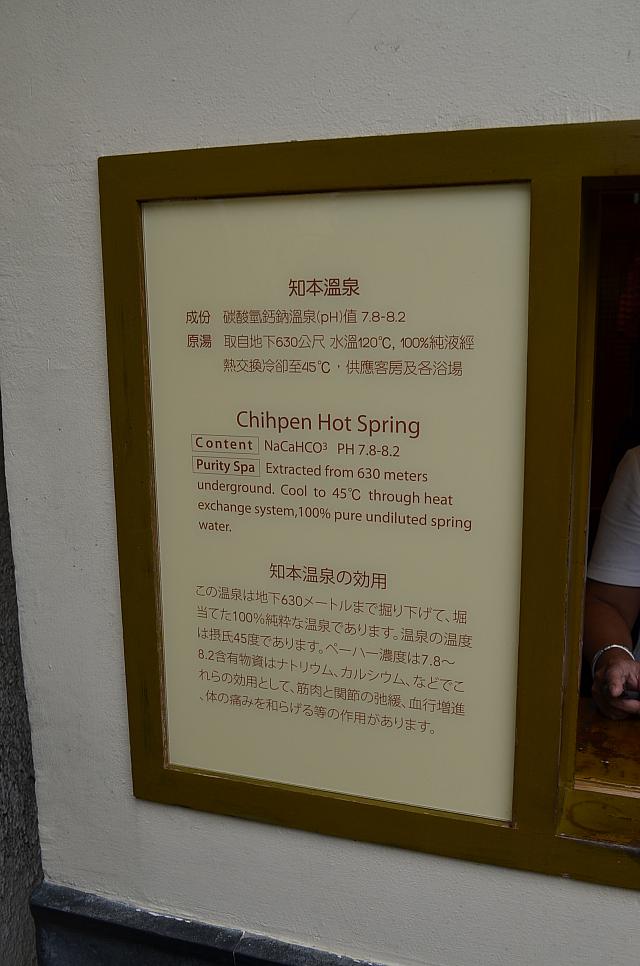 知本溫泉
成份 碳酸氫鈣鈉溫泉(pH)值 7.8-8.2
原湯 取自地下630公尺 水溫120℃, 100%純液經
熱交換冷卻至45℃，供應客房及各浴場
Chihpen Hot Spring
Content NaCaHCO³ PH 7.8-8.2
Purity Spa Extracted from 630 meters
underground. Cool to 45℃ through heat
exchange system,100% pure undiluted spring
water.
知本温泉の効用
この温泉は地下630メートルまで掘り下げて、堀
当てた100%純粋な温泉であります。温泉の温度
は摂氏45度であります。ペーハー濃度は7.8～
8.2含有物資はナトリウム、カルシウム、などでこ
れらの効用として、筋肉と関節の弛緩、血行増進
、体の痛みを和らげる等の作用があります。